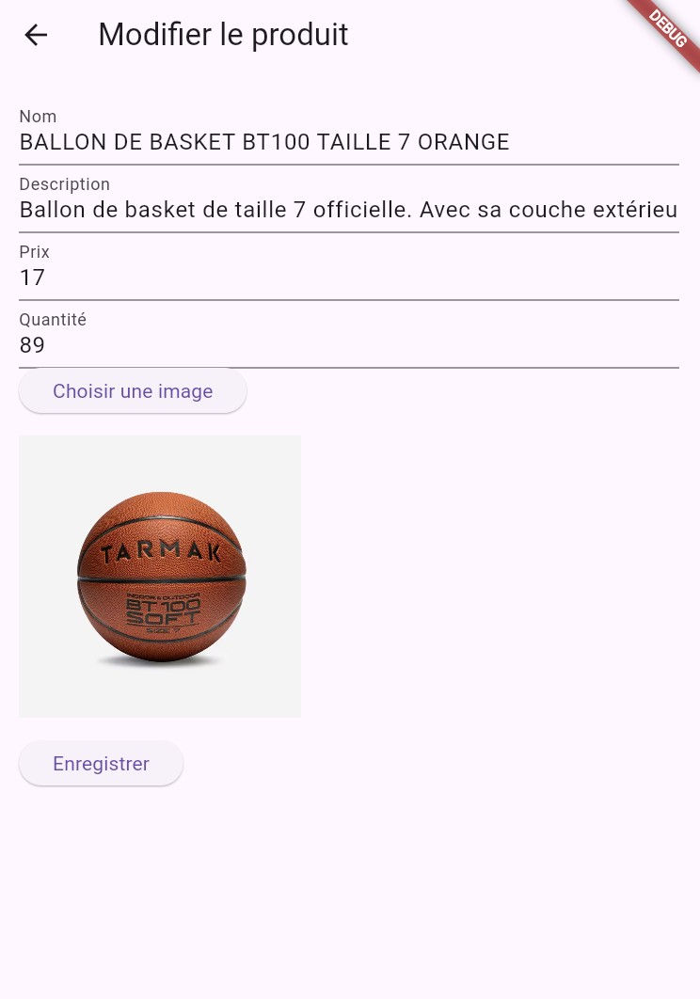 Modifier le produit
DEBUG
Nom
BALLON DE BASKET BT100 TAILLE 7 ORANGE
Description
Ballon de basket de taille 7 officielle. Avec sa couche extérieu
Prix
17
Quantité
89
Choisir une image
TARMAK
INDOOR & OUTDOOR
BT100
SOFT
SIZE 7
Enregistrer